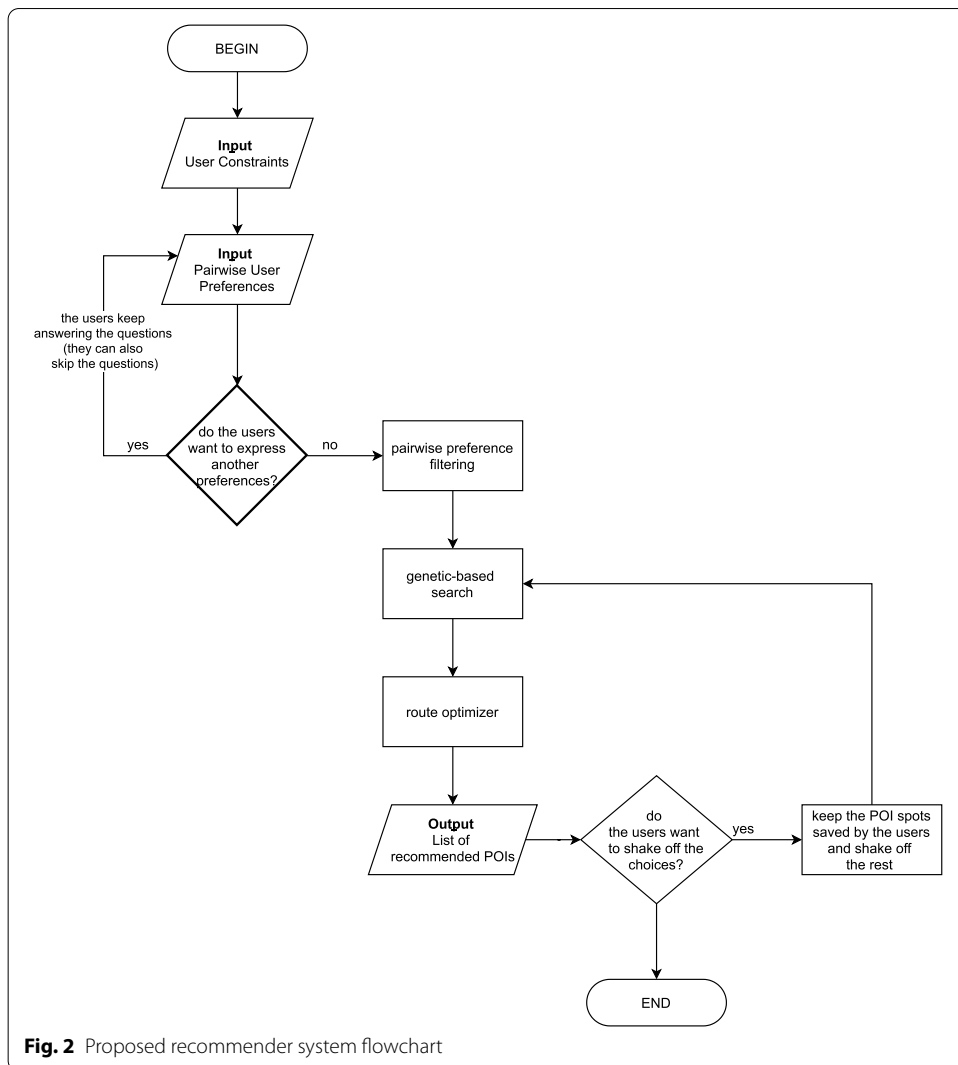 BEGIN
Input
User Constraints
Input
Pairwise User
Preferences
the users keep
answering the questions
(they can also
skip the questions)
do the users
want to express
another
preferences?
yes
no
pairwise preference
filtering
genetic-based
search
route optimizer
Output
List of
recommended POIs
do
the users want
to shake off the
choices?
yes
keep the POI spots
saved by the users
and shake off
the rest
END
Fig. 2 Proposed recommender system flowchart